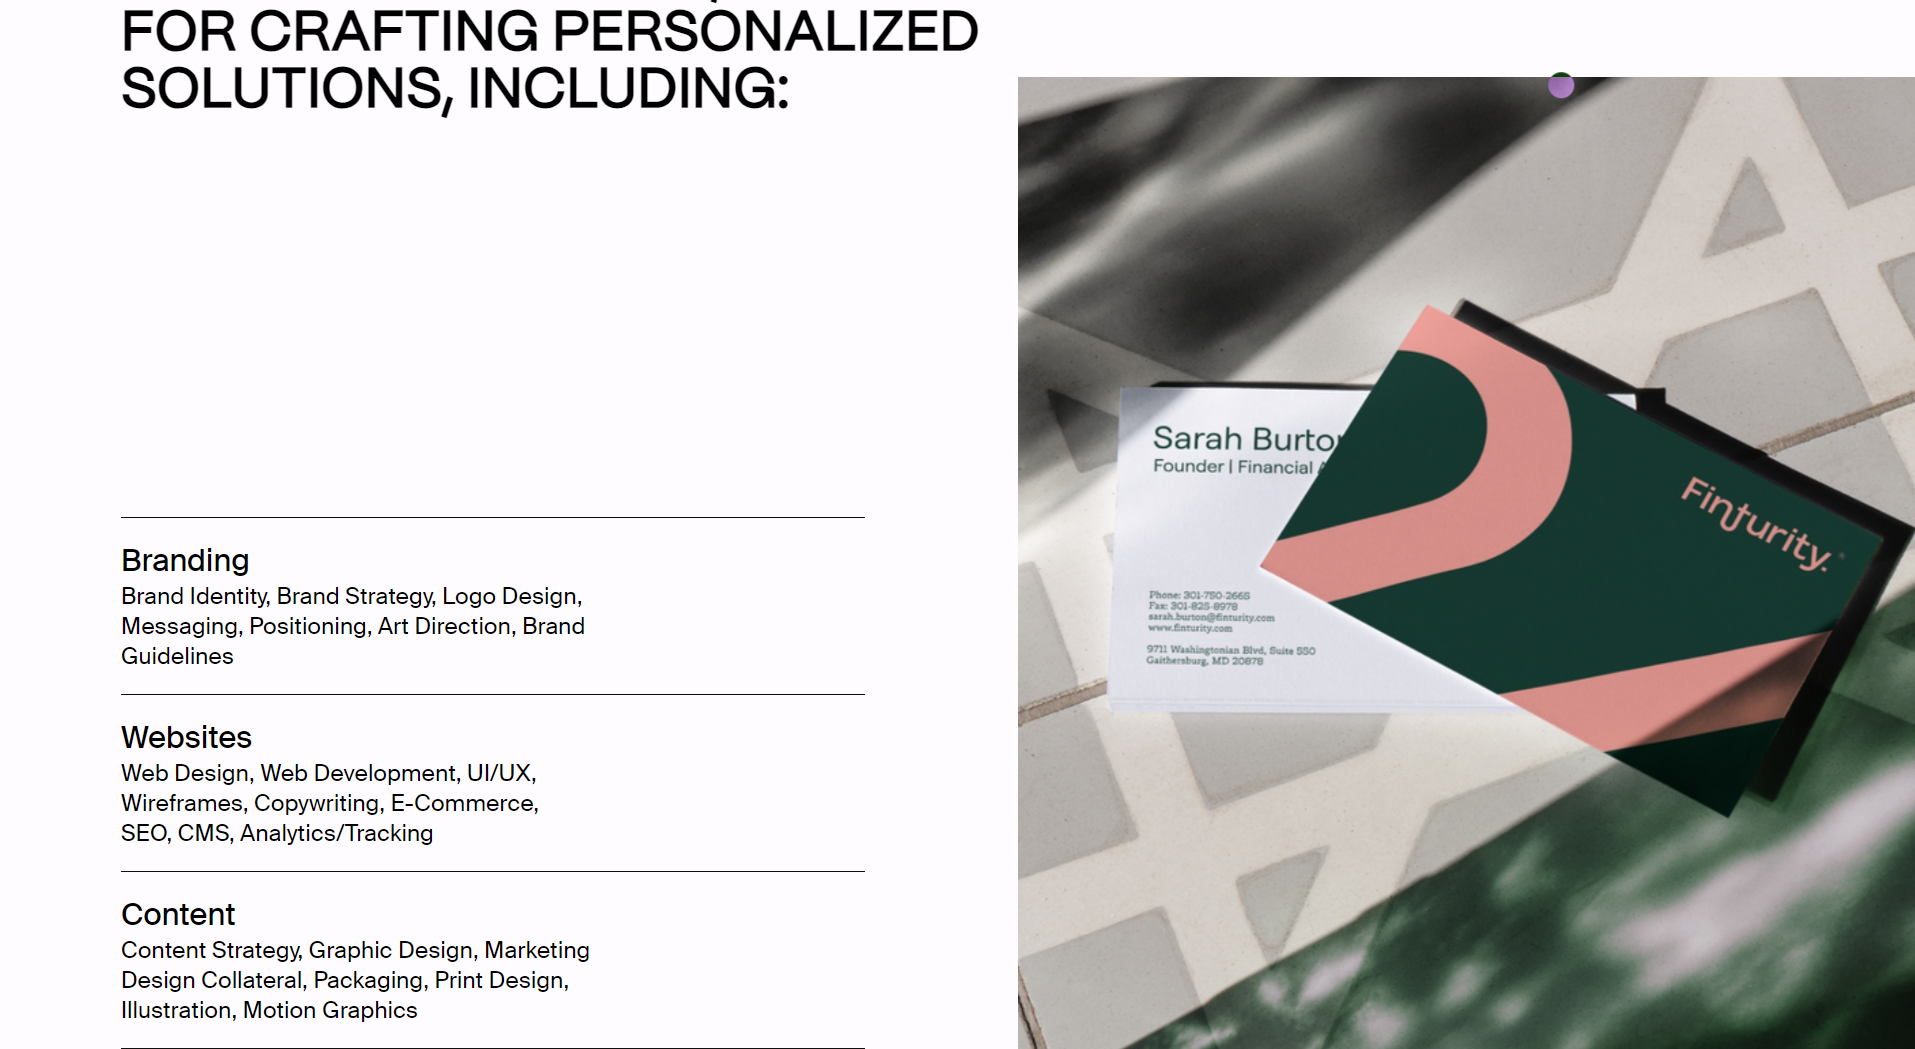 FOR CRAFTING PERSONALIZED
SOLUTIONS, INCLUDING:
Branding
Brand Identity, Brand Strategy, Logo Design,
Messaging, Positioning, Art Direction, Brand
Guidelines
Websites
Web Design, Web Development, UI/UX,
Wireframes, Copywriting, E-Commerce,
SEO, CMS, Analytics/Tracking
Content
Content Strategy, Graphic Design, Marketing
Design Collateral, Packaging, Print Design,
Illustration, Motion Graphics
Sarah Burto
Founder | Financial
Phone: 301-750-2665
Fax: 301-825-8978
sarah.burton@finturity.com
www.finturity.com
9711 Washingtonian Blvd, Suite 550
Gaithersburg, MD 20878
Finturity.